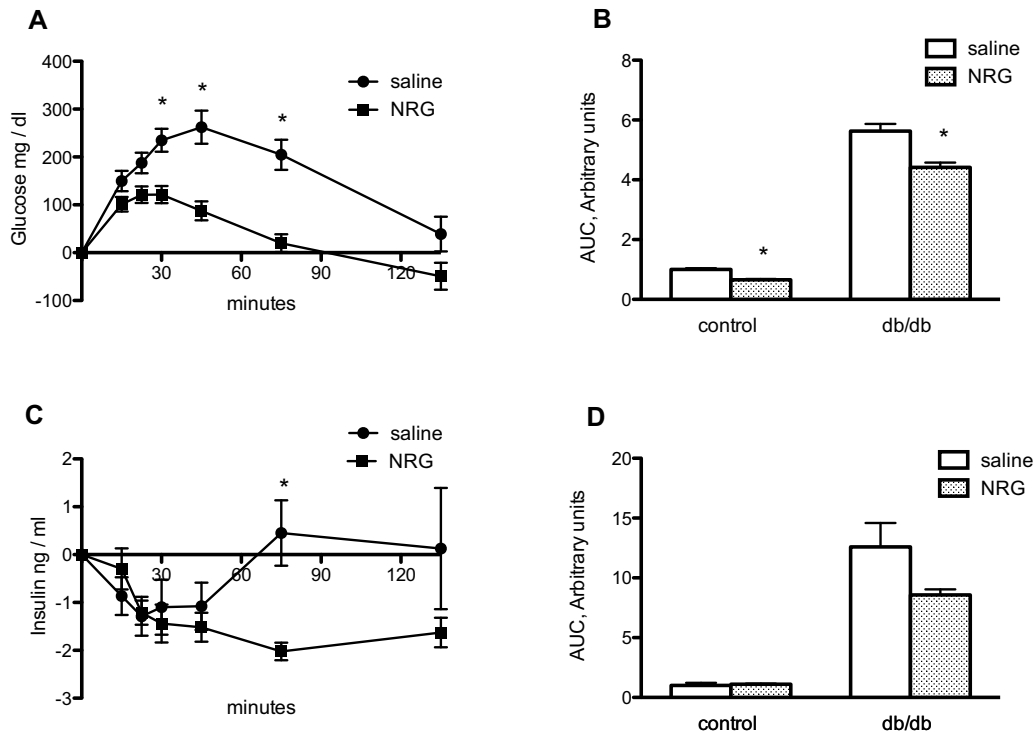 A
400
300
200
100
0
-100
Glucose mg / dl
saline
NRG
*
*
*
30
60
90
120
minutes
B
saline
NRG
8
6
4
2
0
AUC, Arbitrary units
*
*
control
db/db
C
saline
NRG
2
1
0
-1
-2
-3
Insulin ng / ml
*
30
60
90
120
minutes
D
saline
NRG
20
15
10
5
0
AUC, Arbitrary units
control
db/db